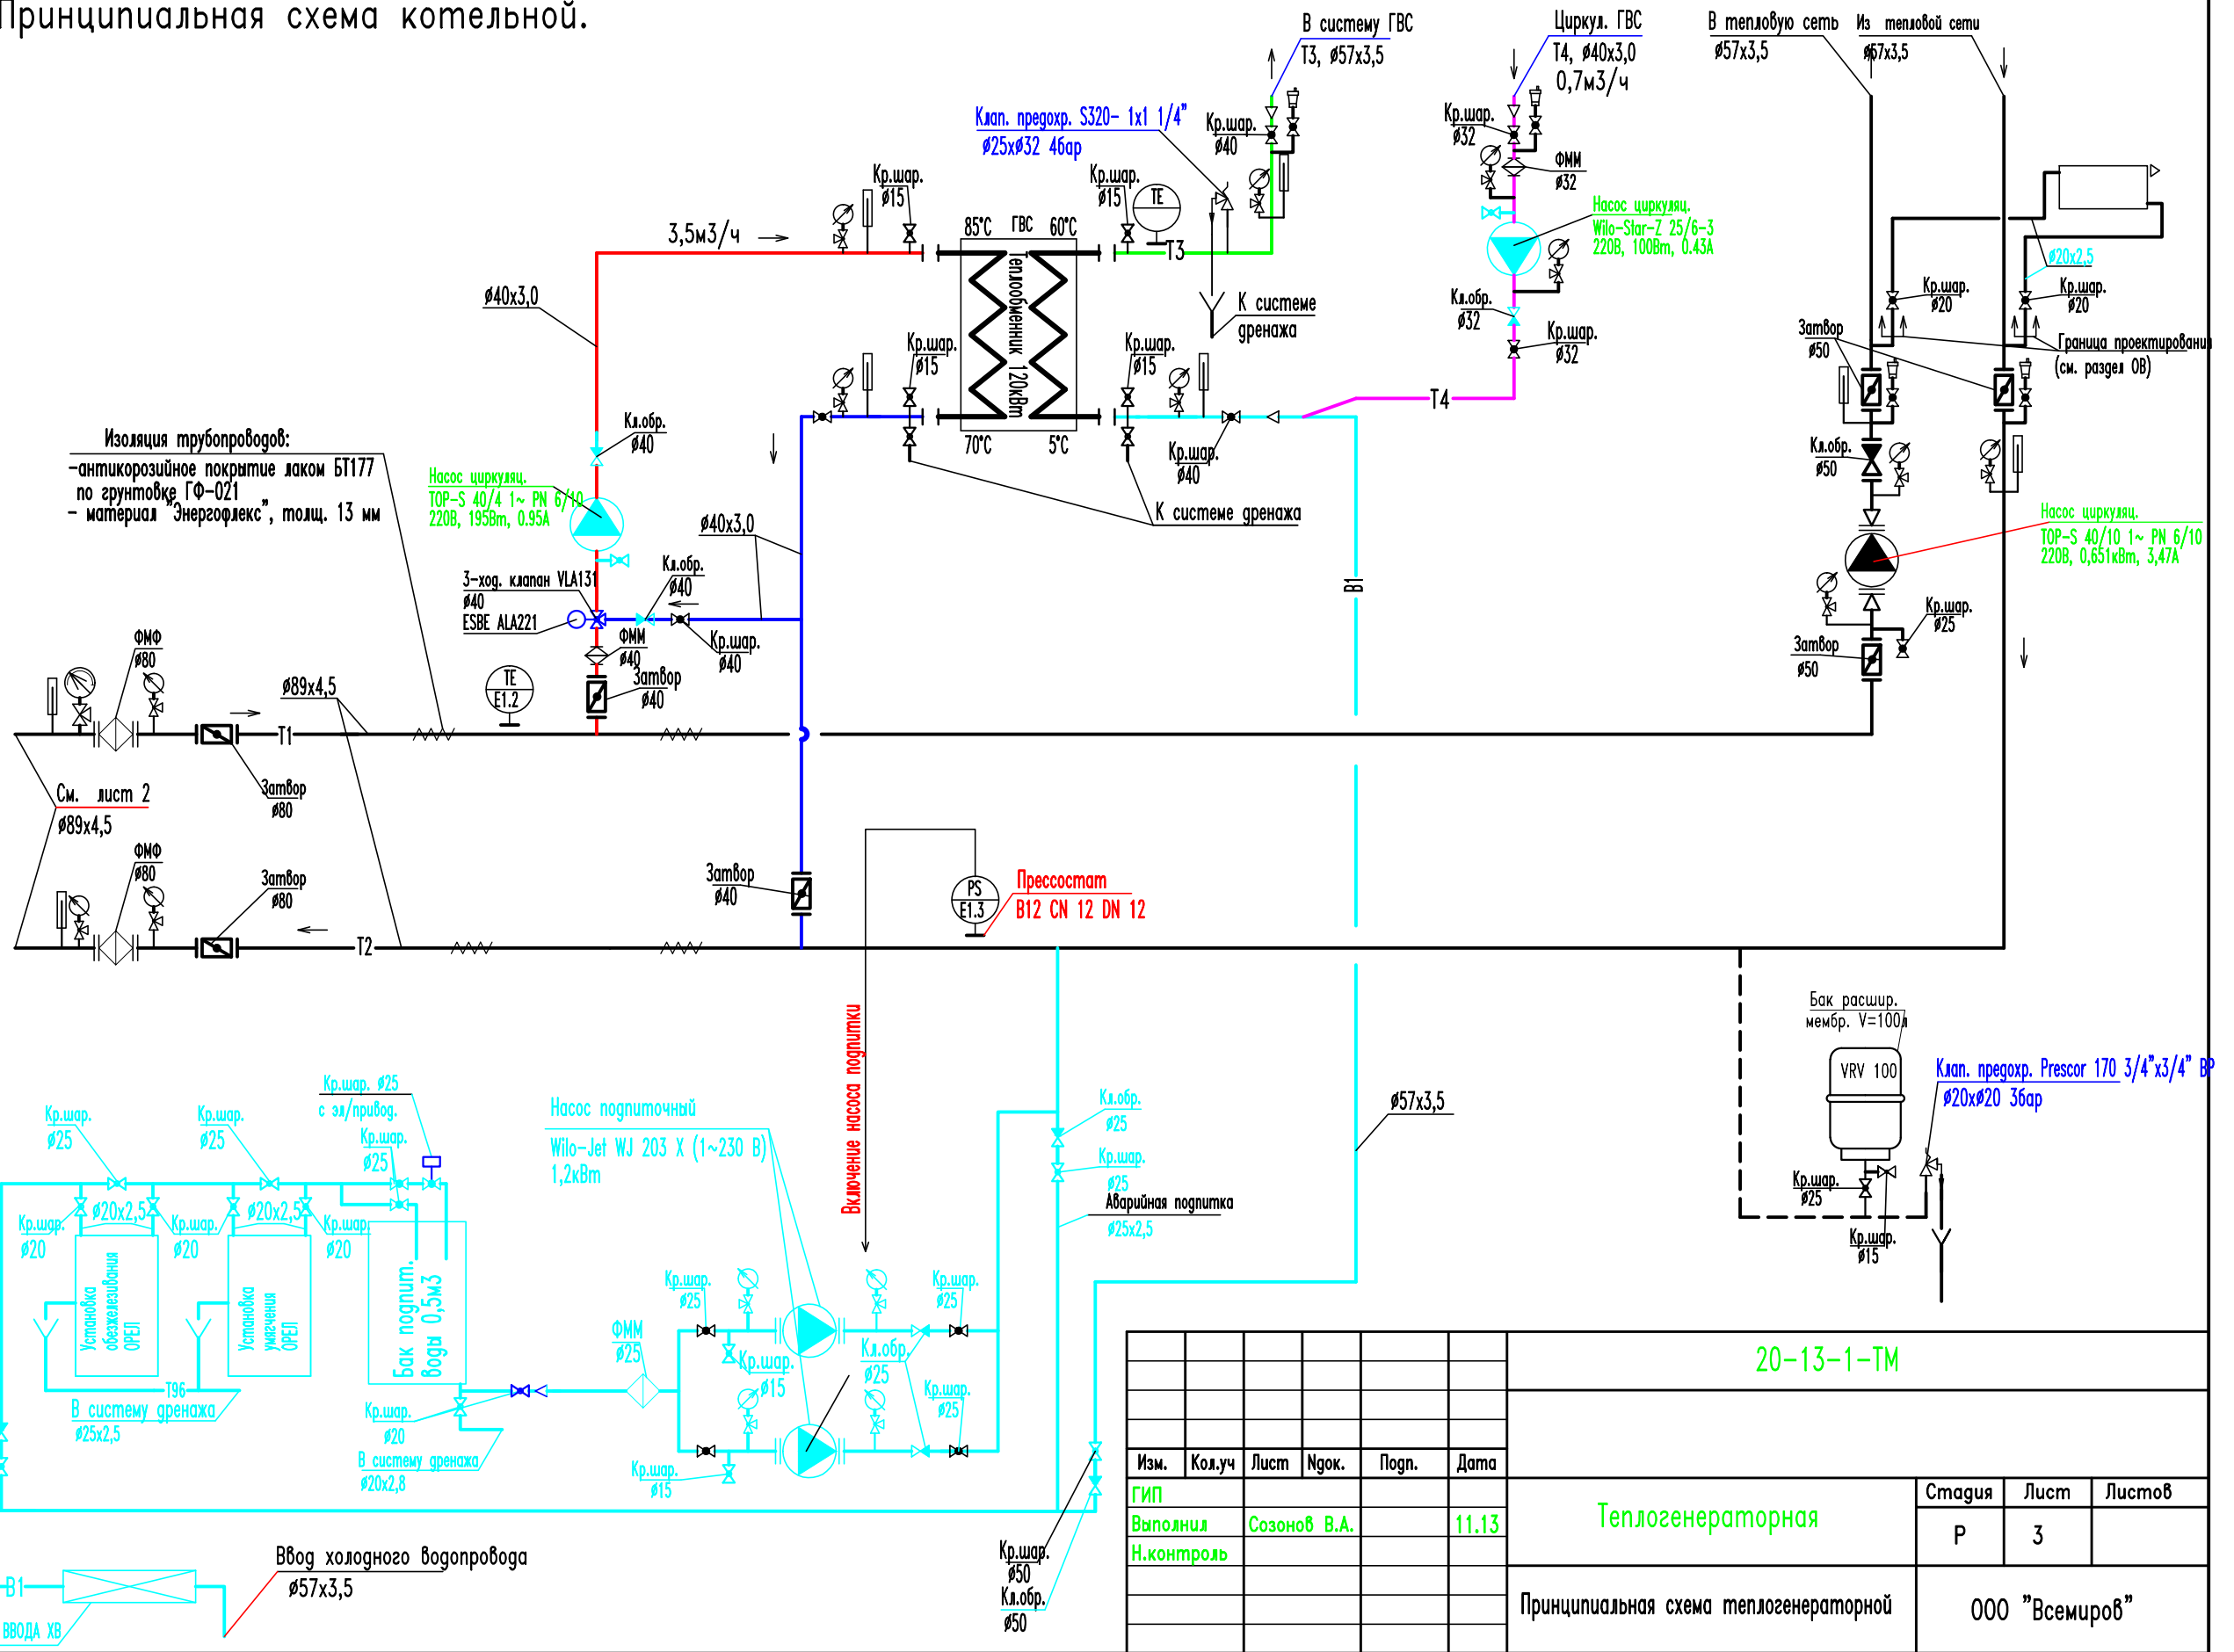 Принципиальная схема котельной.
В систему ГВС
Т3, ø57х3,5
Циркул. ГВС
Т4, ø40х3,0
0,7м3/ч
В тепловую сеть
ø57х3,5
Из тепловой сети
ø57х3,5
Клап. предохр. S320- 1х1 1/4"
ø25хø32 4бар
Кр.шар.
ø40
Кр.шар.
ø32
ФММ
ø32
Насос циркуляц.
Wilo-Star-Z 25/6-3
220В, 100Вт, 0.43А
Кр.шар.
ø15
Кр.шар.
ø15
ТЕ
Т3
3,5м3/ч
85°С
ГВС
60°С
Теплообменник 120кВт
70°С
5°С
ø40х3,0
К системе
дренажа
Кл.обр.
ø32
Кр.шар.
ø32
ø20х2,5
Кр.шар.
ø20
Кр.шар.
ø20
Затвор
ø50
Граница проектирования
(см. раздел ОВ)
Кр.шар.
ø15
Кр.шар.
ø15
Т4
Кр.шар.
ø40
Кл.обр.
ø40
Кл.обр.
ø50
Изоляция трубопроводов:
-антикорозийное покрытие лаком БТ177
по грунтовке ГФ-021
- материал "Энергофлекс", толщ. 13 мм
Насос циркуляц.
TOP-S 40/4 1~ PN 6/10
220В, 195Вт, 0.95А
ø40х3,0
К системе дренажа
Насос циркуляц.
TOP-S 40/10 1~ PN 6/10
220В, 0,651кВт, 3,47А
3-ход. клапан VLA131
ø40
ESBE ALA221
Кл.обр.
ø40
В1
Кр.шар.
ø25
ФММ
ø40
Кр.шар.
ø40
Затвор
ø50
ФМФ
ø80
ø89х4,5
ТЕ
Е1.2
Затвор
ø40
Т1
Затвор
ø80
См. лист 2
ø89х4,5
ФМФ
ø80
Затвор
ø80
Т2
Затвор
ø40
PS
Е1.3
Прессостат
В12 CN 12 DN 12
Включение насоса подпитки
Бак расшир.
мембр. V=100л
VRV 100
Клап. предохр. Prescor 170 3/4"х3/4" ВР
ø20хø20 3бар
Кр.шар.
ø25
Кр.шар.
ø15
ø57х3,5
Кл.обр.
ø25
Кр.шар.
ø25
Аварийная подпитка
ø25х2,5
Насос подпиточный
Wilo-Jet WJ 203 X (1~230 В)
1,2кВт
Кр.шар. ø25
с эл/привод.
Кр.шар.
ø25
Кр.шар.
ø25
Кр.шар.
ø25
Кр.шар.
ø20
ø20х2,5
Кр.шар.
ø20
ø20х2,5
Кр.шар.
ø20
Установка
обезжелезивания
ОРЕЛ
Установка
умягчения
ОРЕЛ
Бак подпит.
воды 0,5м3
Т96
В систему дренажа
ø25х2,5
Кр.шар.
ø20
В систему дренажа
ø20х2,8
ФММ
ø25
Кр.шар.
ø25
Кр.шар.
ø25
Кр.шар.
ø15
Кл.обр.
ø25
Кр.шар.
ø25
Кр.шар.
ø15
Кр.шар.
ø50
Кл.обр.
ø50
В1
ВВОДА ХВ
Ввод холодного водопровода
ø57х3,5
20-13-1-ТМ
Изм. Кол.уч Лист Nдок. Подп. Дата
ГИП
Выполнил Созонов В.А. 11.13
Н.контроль
Теплогенераторная
Стадия Лист Листов
Р 3
Принципиальная схема теплогенераторной
ООО "Всемиров"